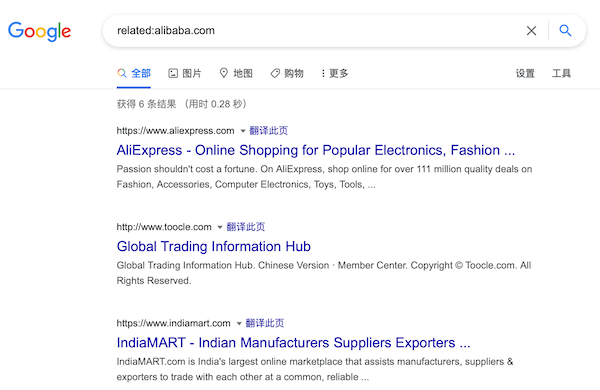 Google
related:alibaba.com
全部 图片 地图 购物 更多 设置 工具
获得 6 条结果 （用时 0.28 秒）
https://www.aliexpress.com 翻译此页
AliExpress - Online Shopping for Popular Electronics, Fashion ...
Passion shouldn't cost a fortune. On AliExpress, shop online for over 111 million quality deals on
Fashion, Accessories, Computer Electronics, Toys, Tools, ...
http://www.toocle.com 翻译此页
Global Trading Information Hub
Global Trading Information Hub. Chinese Version · Member Center. Copyright © Toocle.com. All
Rights Reserved.
https://www.indiamart.com 翻译此页
IndiaMART - Indian Manufacturers Suppliers Exporters ...
IndiaMART.com is India's largest online marketplace that assists manufacturers, suppliers &
exporters to trade with each other at a common, reliable ...